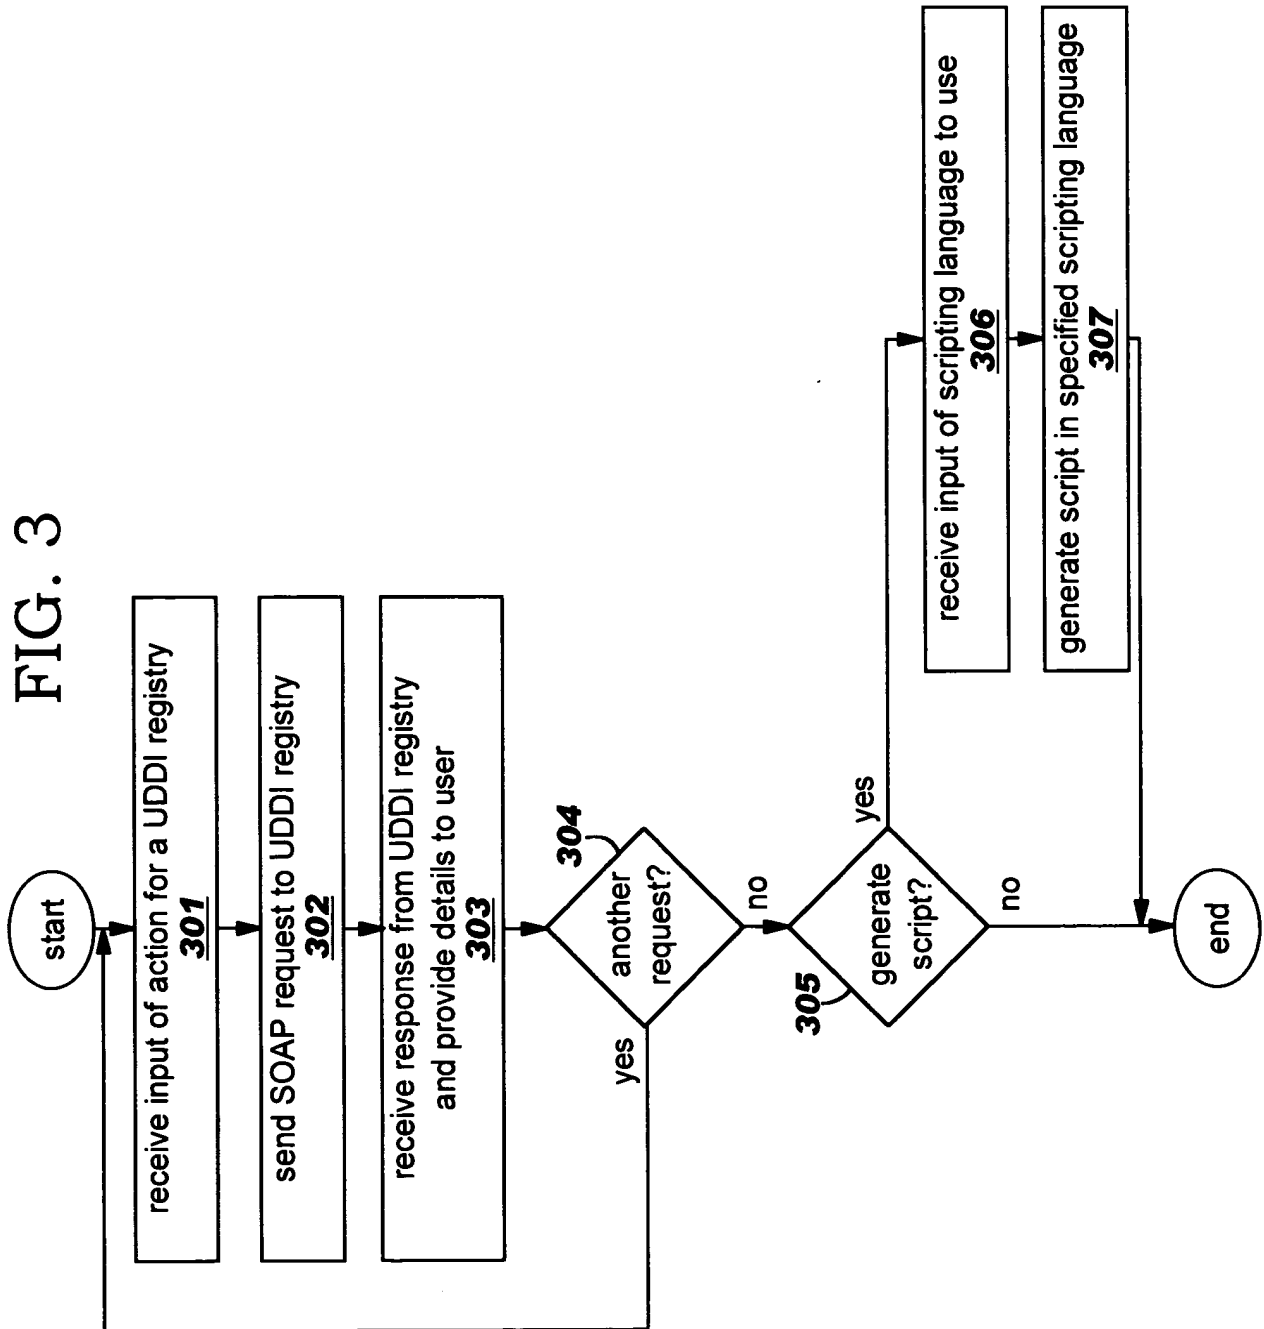 FIG. 3
start
receive input of action for a UDDI registry
301
send SOAP request to UDDI registry
302
receive response from UDDI registry
and provide details to user
303
304
another
request?
yes
no
305
generate
script?
yes
no
receive input of scripting language to use
306
generate script in specified scripting language
307
end